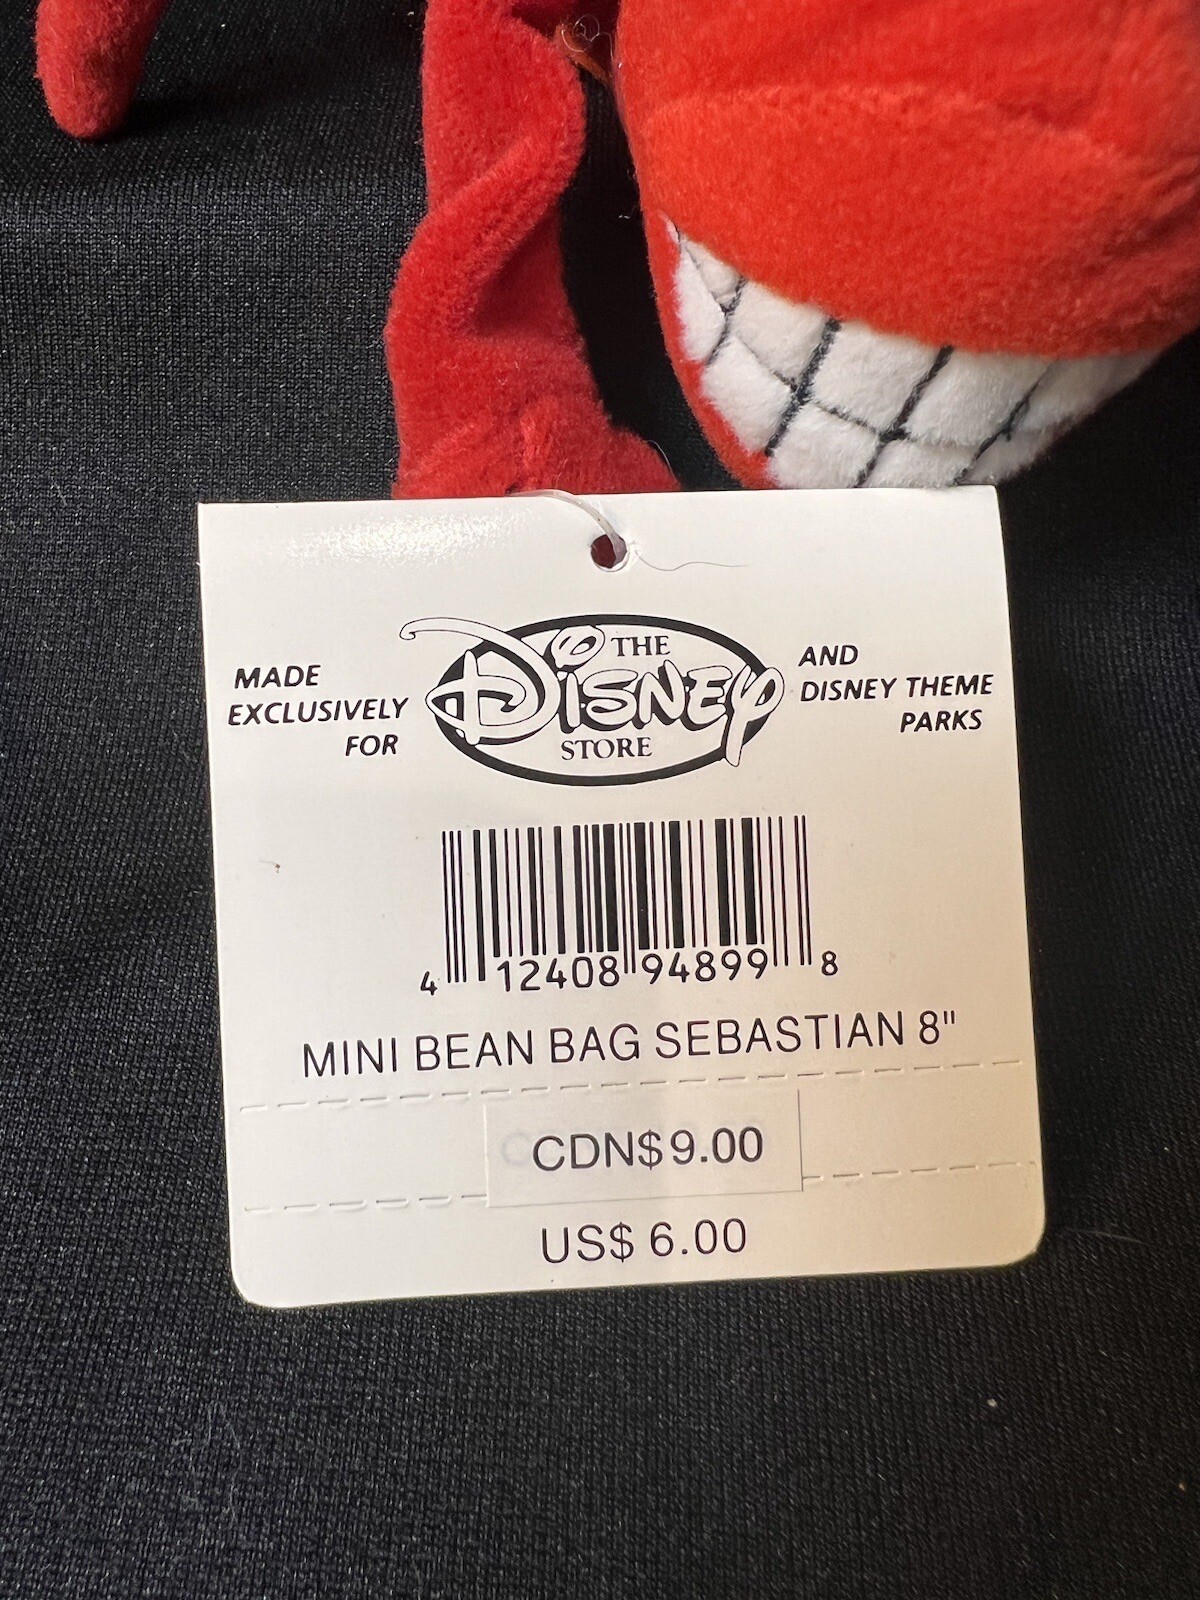 MADE
EXCLUSIVELY
FOR
THE
DISNEY
STORE
AND
DISNEY THEME
PARKS
4 12408 94899 8
MINI BEAN BAG SEBASTIAN 8"
CDN$ 9.00
US$ 6.00